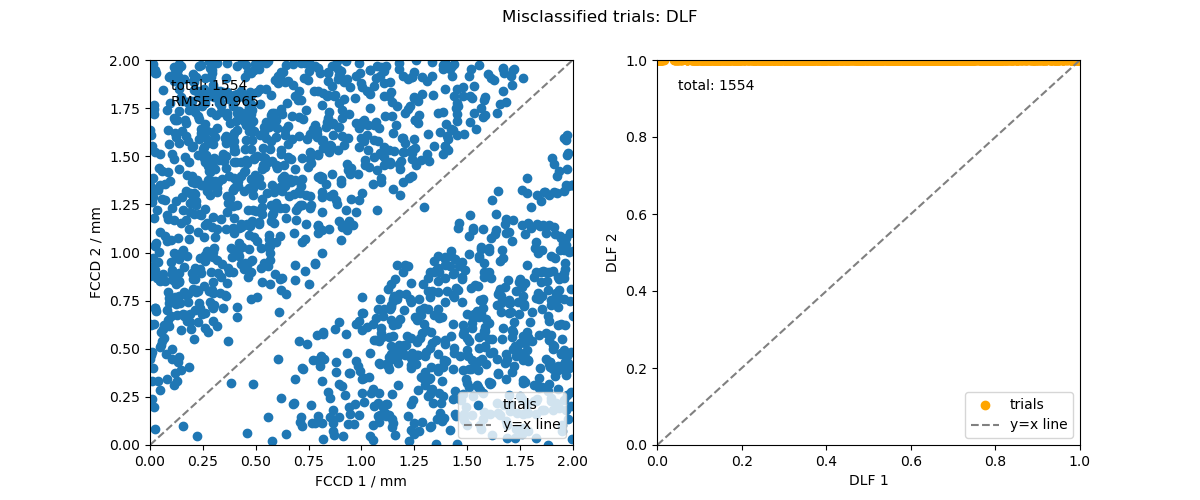 Misclassified trials: DLF
2.00
1.75
1.50
1.25
1.00
0.75
0.50
0.25
0.00
FCCD 2 / mm
total: 1554
RMSE: 0.965
trials
y=x line
0.00 0.25 0.50 0.75 1.00 1.25 1.50 1.75 2.00
FCCD 1 / mm
1.0
0.8
0.6
0.4
0.2
0.0
DLF 2
total: 1554
trials
y=x line
0.0 0.2 0.4 0.6 0.8 1.0
DLF 1